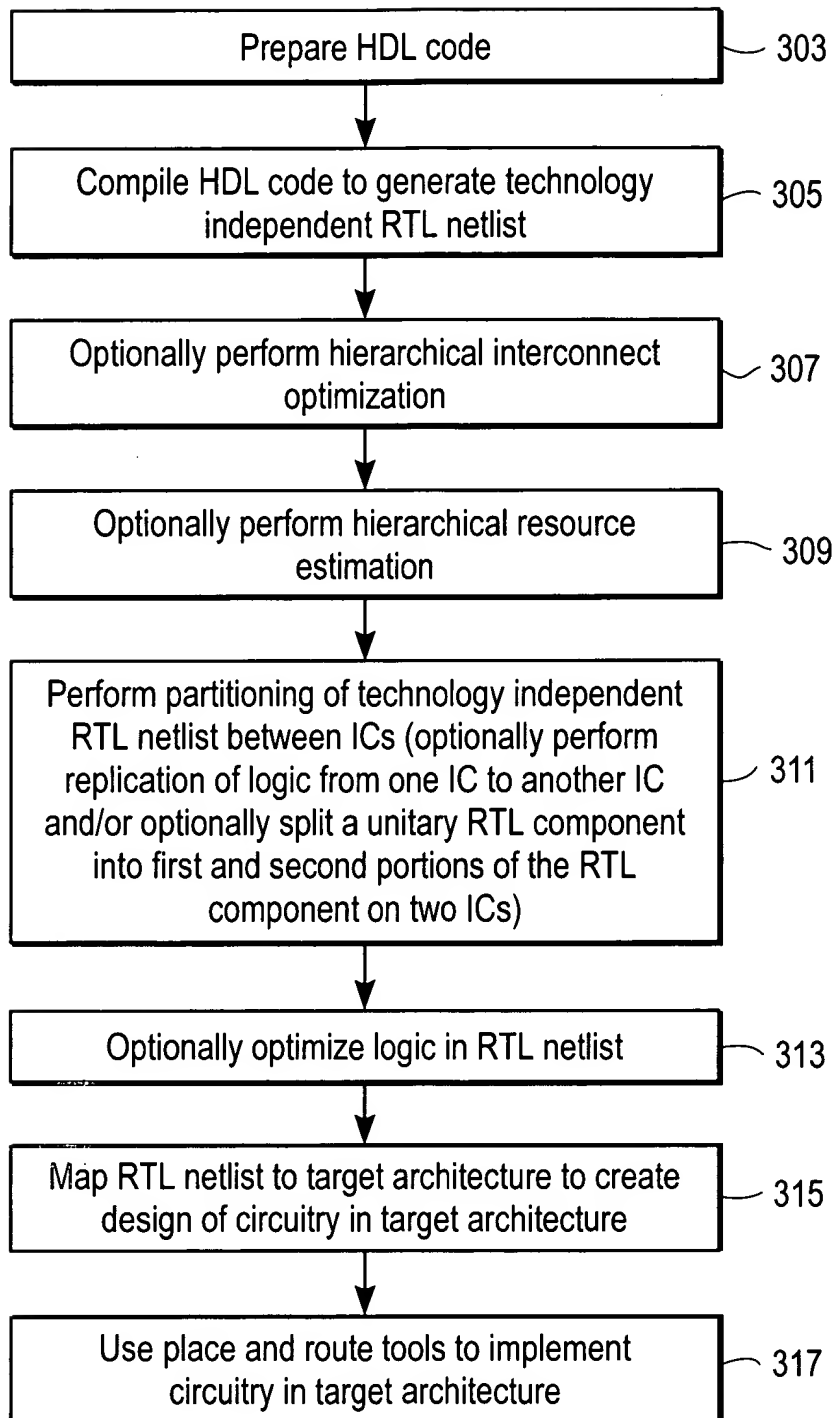 Prepare HDL code
303
Compile HDL code to generate technology
independent RTL netlist
305
Optionally perform hierarchical interconnect
optimization
307
Optionally perform hierarchical resource
estimation
309
Perform partitioning of technology independent
RTL netlist between ICs (optionally perform
replication of logic from one IC to another IC
and/or optionally split a unitary RTL component
into first and second portions of the RTL
component on two ICs)
311
Optionally optimize logic in RTL netlist
313
Map RTL netlist to target architecture to create
design of circuitry in target architecture
315
Use place and route tools to implement
circuitry in target architecture
317